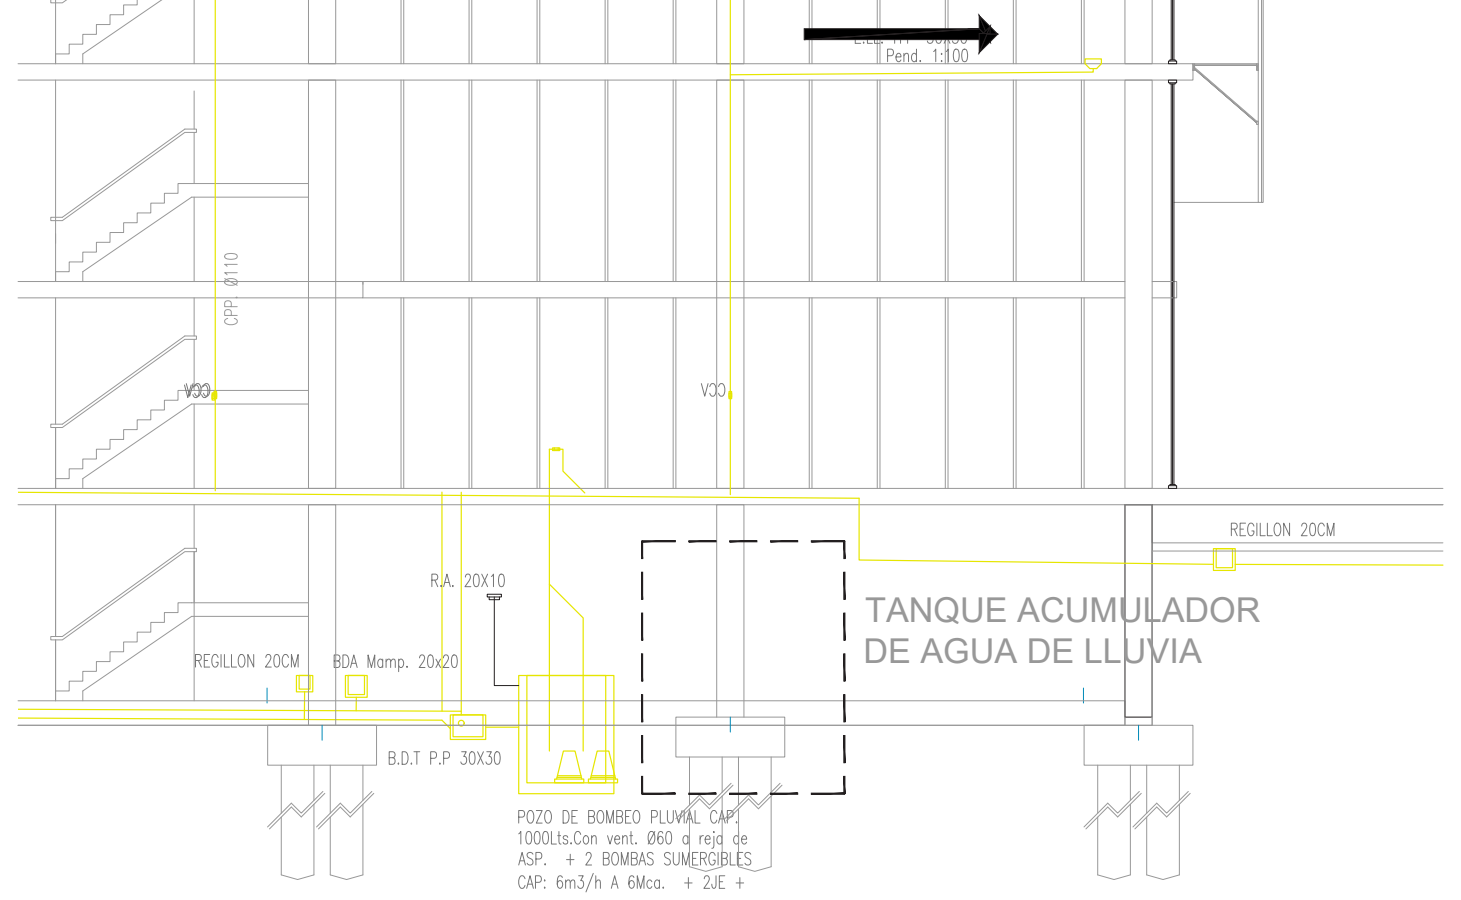 Pend. 1:100
CPP. Ø110
VCC
VCC
REGILLON 20CM
R.A. 20X10
TANQUE ACUMULADOR
DE AGUA DE LLUVIA
REGILLON 20CM
BDA Mamp. 20x20
B.D.T P.P 30X30
POZO DE BOMBEO PLUVIAL CAP.
1000Lts.Con vent. Ø60 a reja de
ASP. + 2 BOMBAS SUMERGIBLES
CAP: 6m3/h A 6Mca. + 2JE +